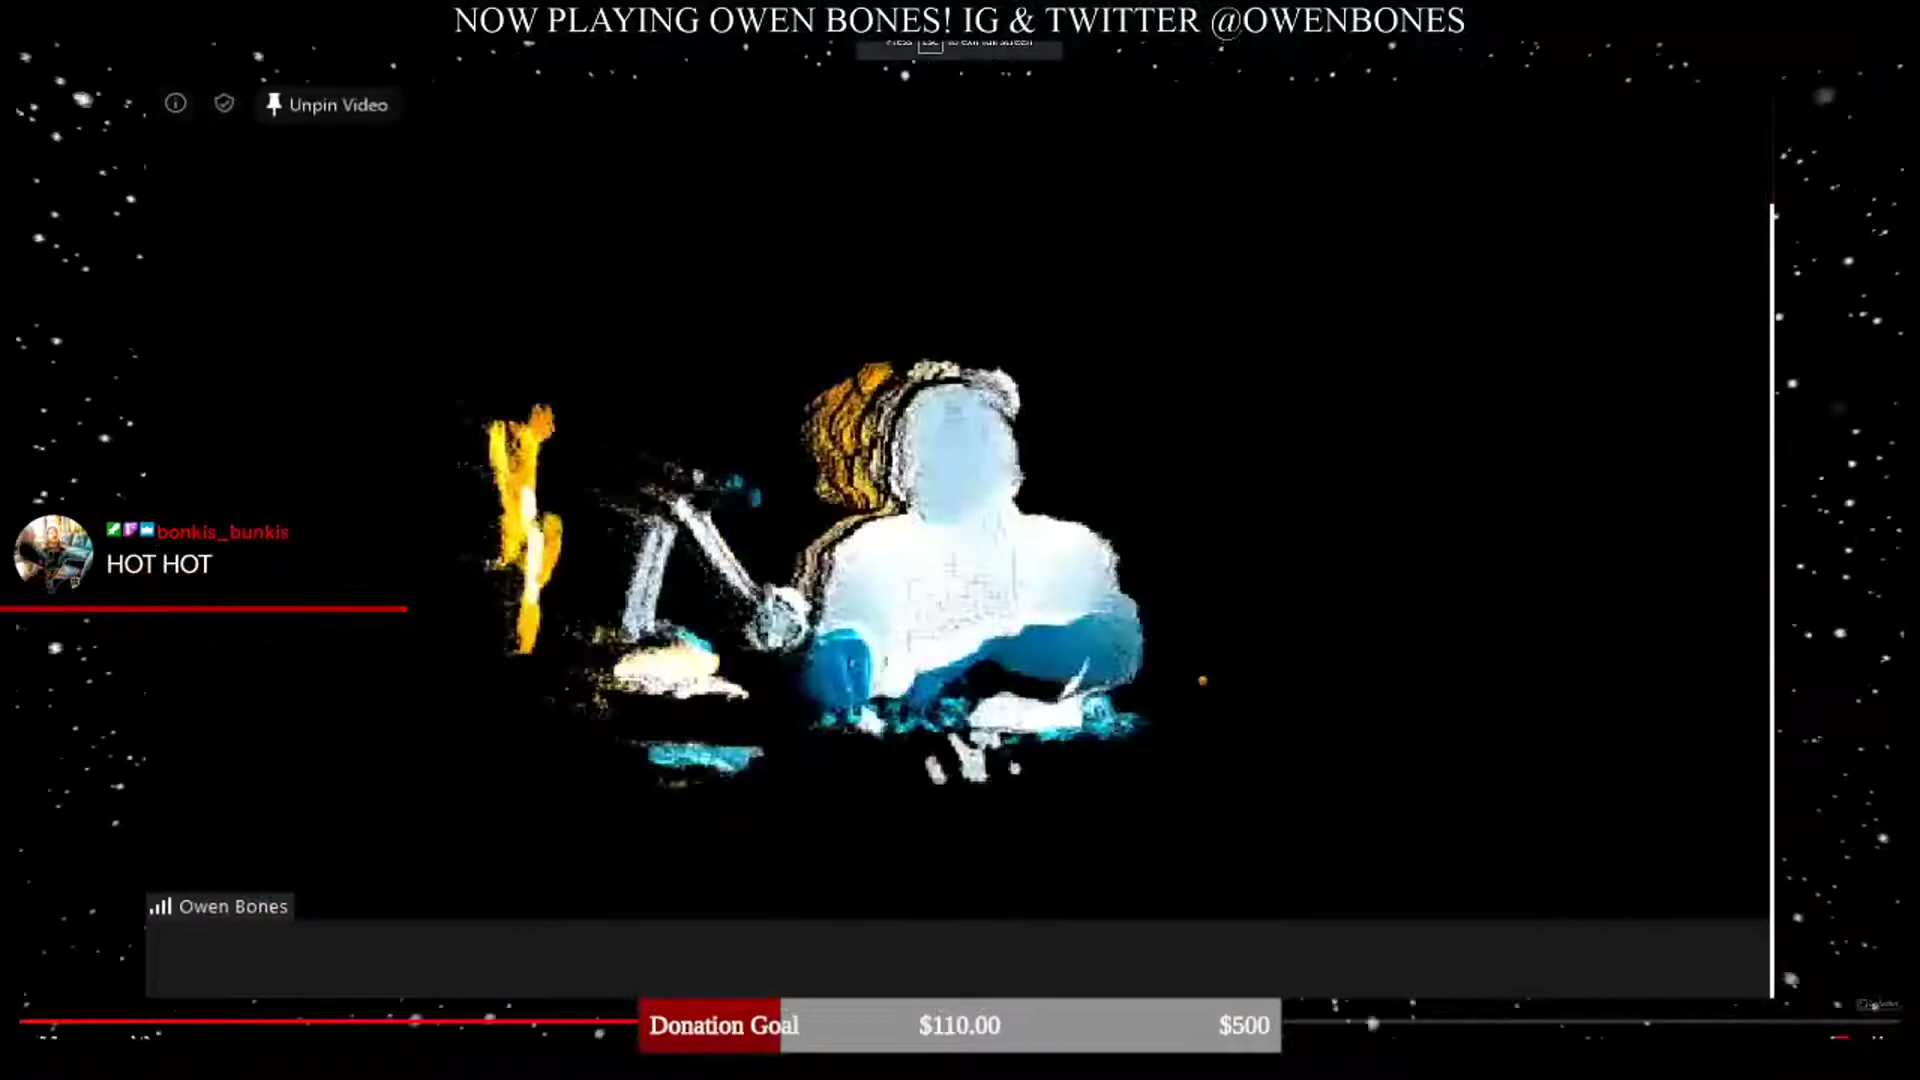 NOW PLAYING OWEN BONES! IG & TWITTER @OWENBONES
Unpin Video
bonkis_bunkis
HOT HOT
Owen Bones
Donation Goal $110.00 $500